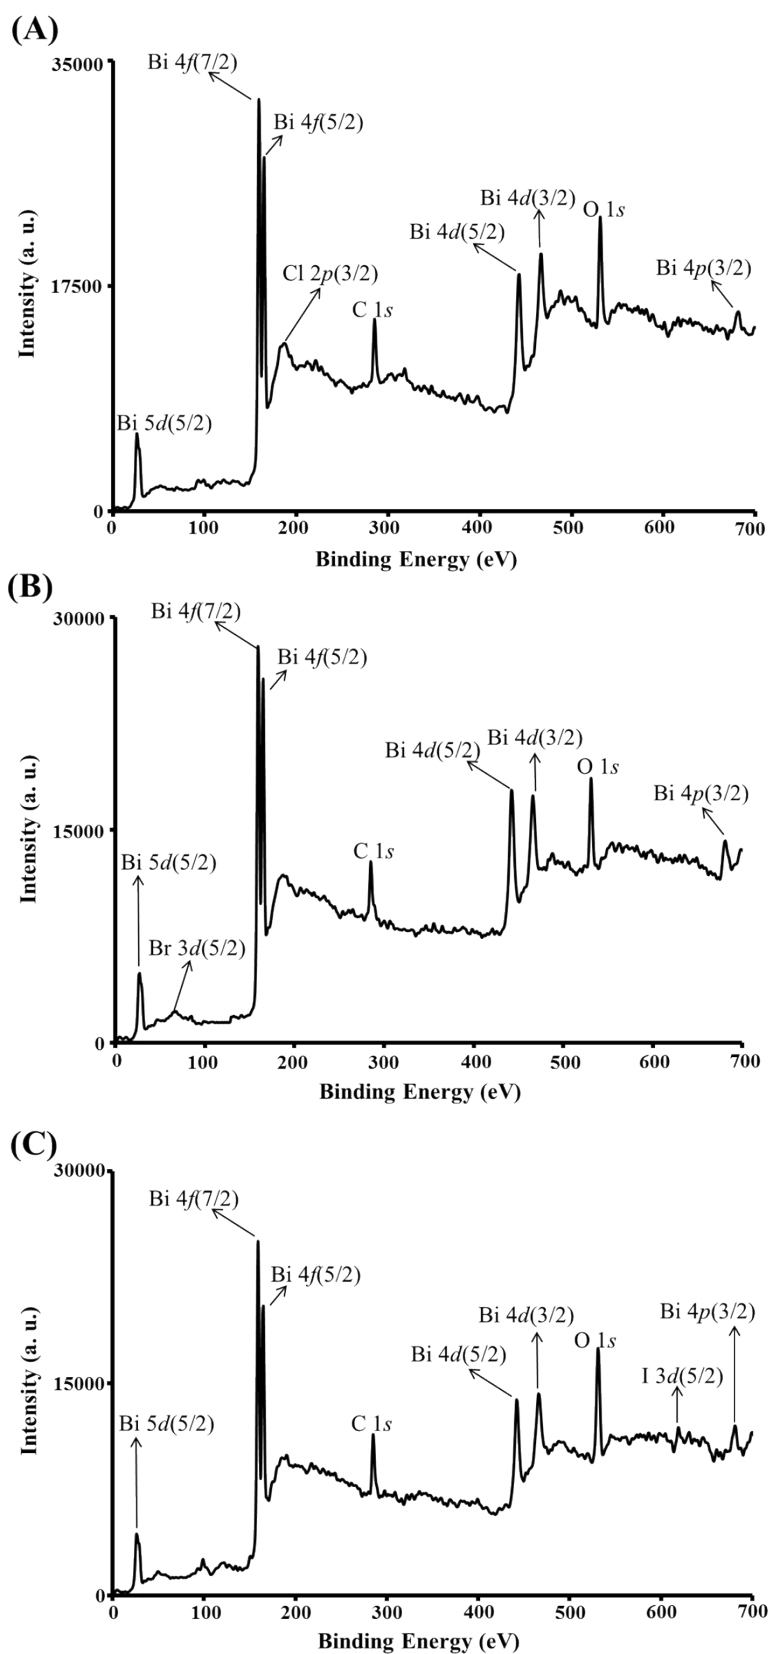 (A)
35000
Bi 4f(7/2)
Bi 4f(5/2)
Bi 4d(3/2)
O 1s
Bi 4d(5/2)
Bi 4p(3/2)
Cl 2p(3/2)
17500
C 1s
Intensity (a. u.)
Bi 5d(5/2)
0
0 100 200 300 400 500 600 700
Binding Energy (eV)
(B)
30000
Bi 4f(7/2)
Bi 4f(5/2)
Bi 4d(3/2)
Bi 4d(5/2)
O 1s
Bi 4p(3/2)
15000
C 1s
Intensity (a. u.)
Bi 5d(5/2)
Br 3d(5/2)
0
0 100 200 300 400 500 600 700
Binding Energy (eV)
(C)
30000
Bi 4f(7/2)
Bi 4f(5/2)
Bi 4p(3/2)
Bi 4d(3/2)
O 1s
Bi 4d(5/2)
I 3d(5/2)
15000
Intensity (a. u.)
Bi 5d(5/2)
C 1s
0
0 100 200 300 400 500 600 700
Binding Energy (eV)